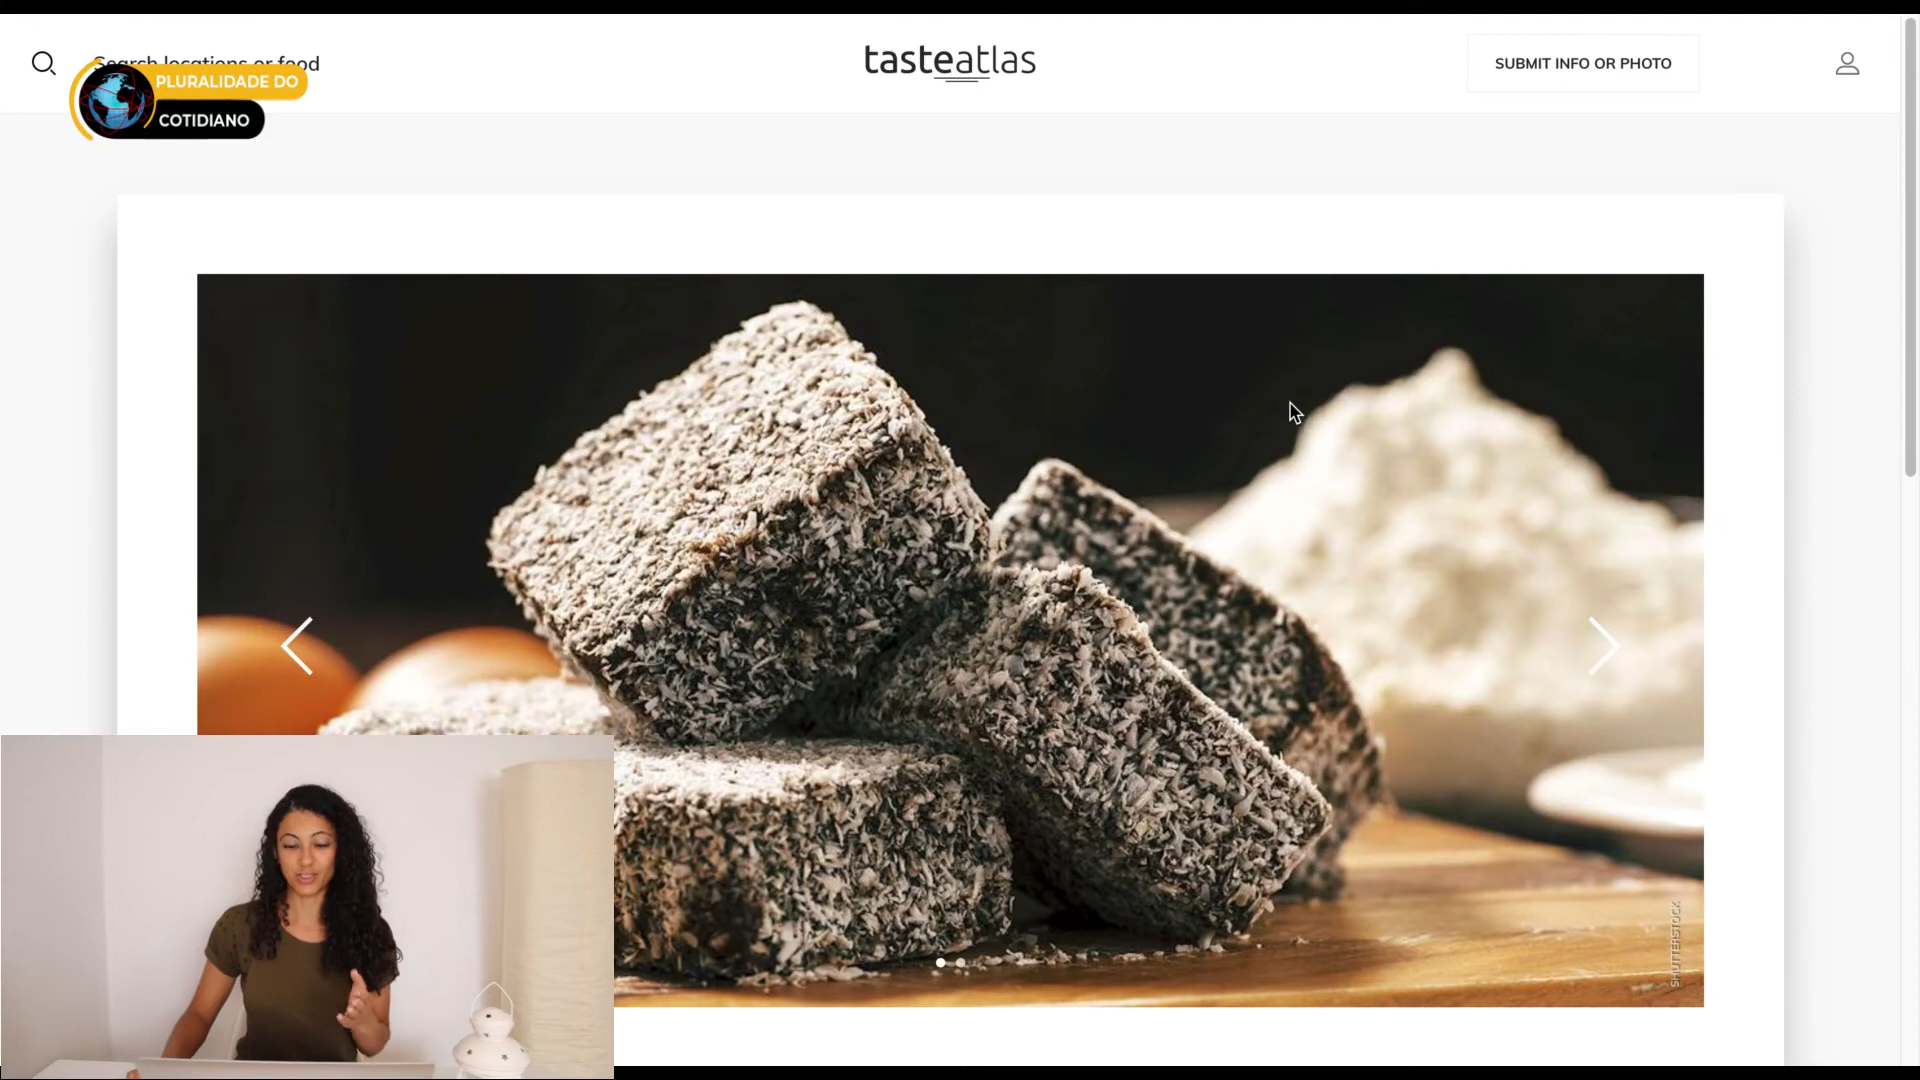 Search locations or food
tasteatlas
SUBMIT INFO OR PHOTO
PLURALIDADE DO
COTIDIANO
SHUTTERSTOCK